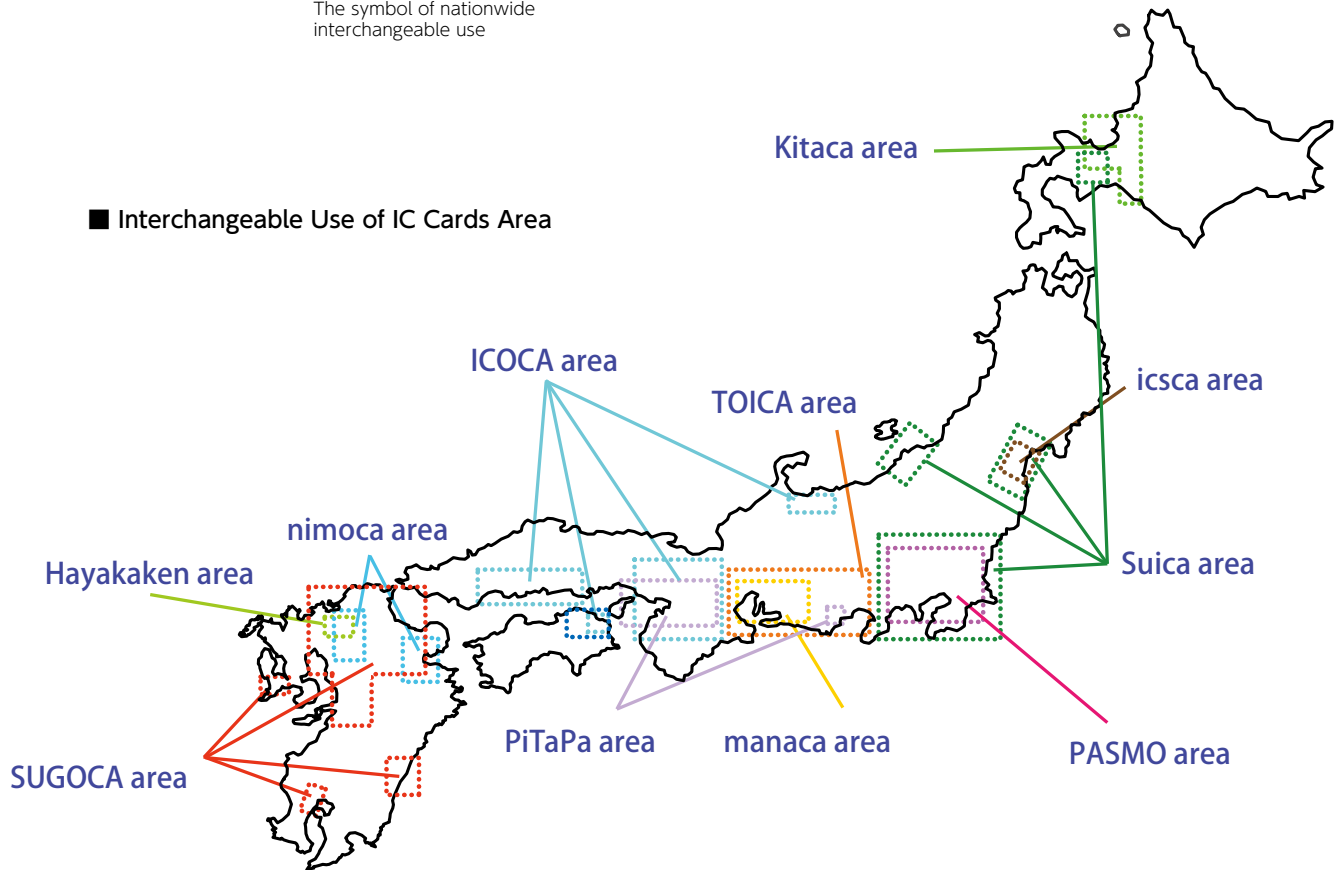 The symbol of nationwide
interchangeable use
Kitaca area
■ Interchangeable Use of IC Cards Area
ICOCA area
TOICA area
icsca area
nimoca area
Hayakaken area
Suica area
PiTaPa area
manaca area
PASMO area
SUGOCA area